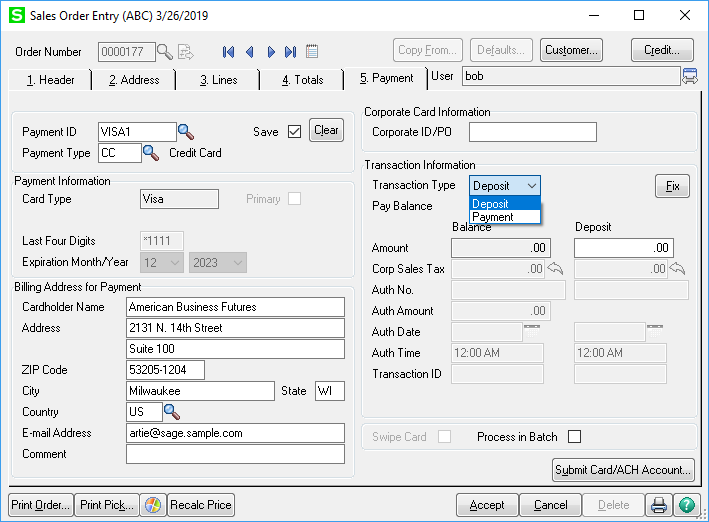 S Sales Order Entry (ABC) 3/26/2019
Order Number 0000177 Copy From... Defaults... Customer... Credit...
1. Header 2. Address 3. Lines 4. Totals 5. Payment User bob
Payment ID VISA1 Save Clear
Payment Type CC Credit Card
Corporate Card Information
Corporate ID/PO
Payment Information
Card Type Visa Primary
Last Four Digits *1111
Expiration Month/Year 12 2023
Transaction Information
Transaction Type Deposit Fix
Deposit
Payment
Pay Balance
Balance Deposit
Amount .00 .00
Corp Sales Tax .00 .00
Auth No.
Auth Amount .00
Auth Date
Auth Time 12:00 AM 12:00 AM
Transaction ID
Billing Address for Payment
Cardholder Name American Business Futures
Address 2131 N. 14th Street
Suite 100
ZIP Code 53205-1204
City Milwaukee State WI
Country US
E-mail Address artie@sage.sample.com
Comment
Swipe Card Process in Batch
Submit Card/ACH Account...
Print Order... Print Pick... Recalc Price Accept Cancel Delete ?